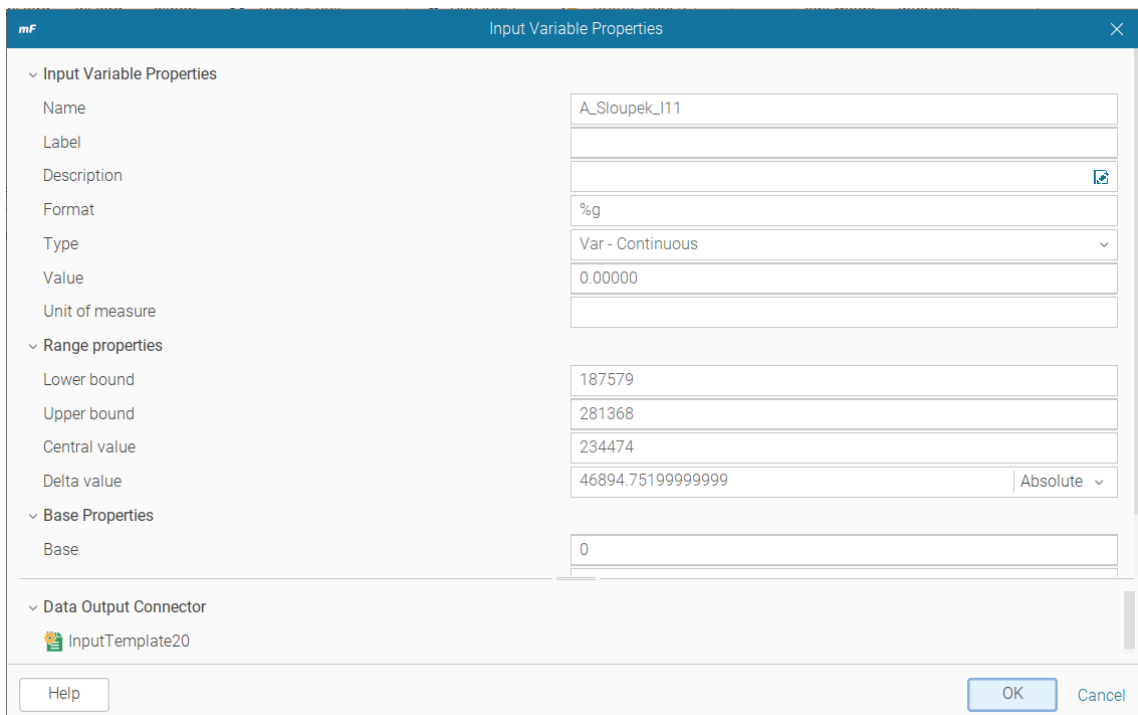 mF Input Variable Properties
Input Variable Properties
Name A_Sloupek_I11
Label
Description
Format %g
Type Var - Continuous
Value 0.00000
Unit of measure
Range properties
Lower bound 187579
Upper bound 281368
Central value 234474
Delta value 46894.75199999999 Absolute
Base Properties
Base 0
Data Output Connector
InputTemplate20
Help OK Cancel